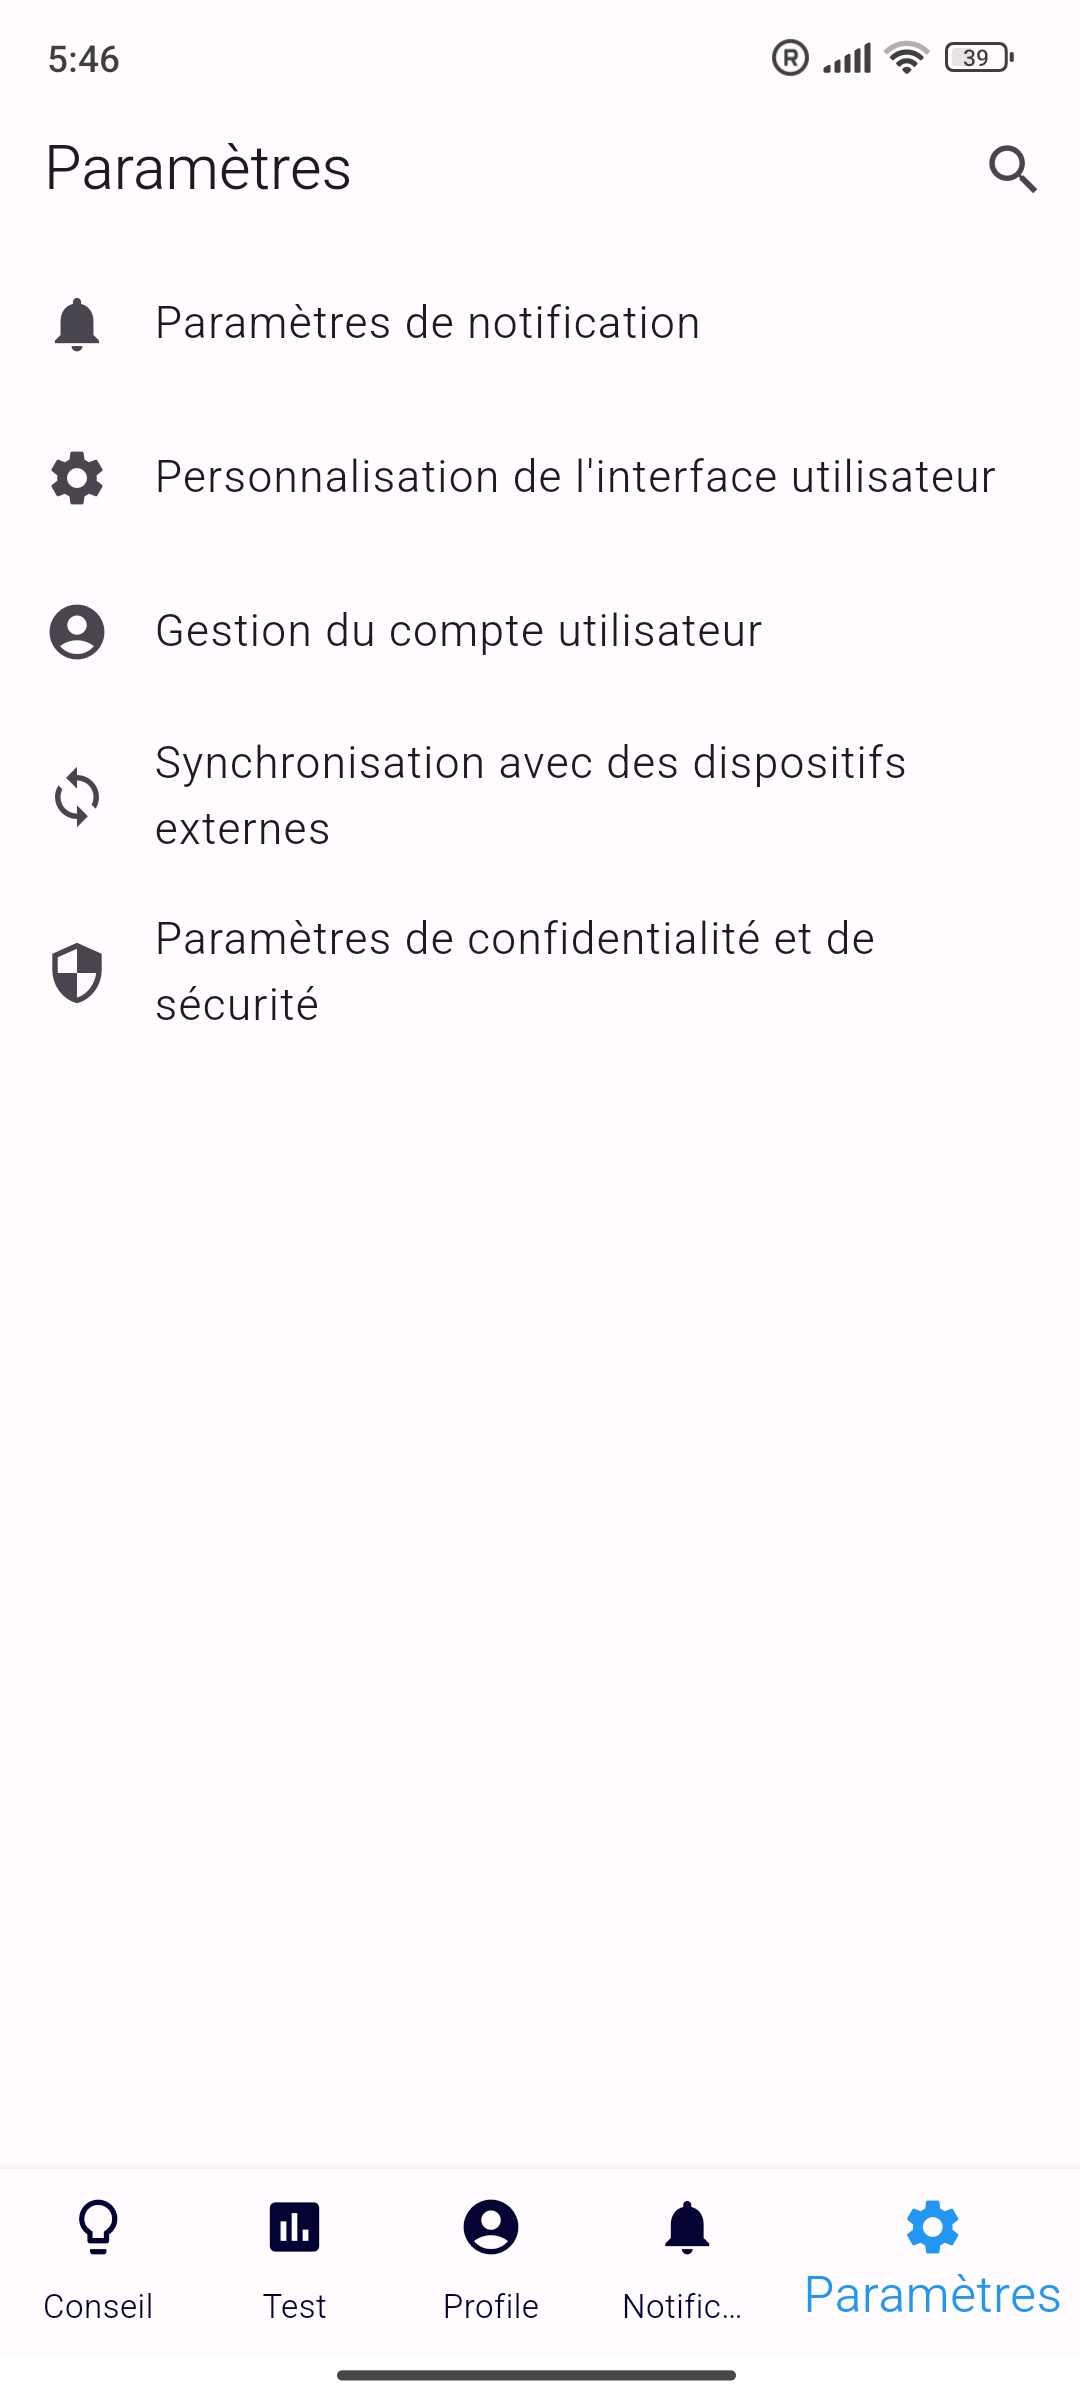 5:46
39
Paramètres
Paramètres de notification
Personnalisation de l'interface utilisateur
Gestion du compte utilisateur
Synchronisation avec des dispositifs
externes
Paramètres de confidentialité et de
sécurité
Conseil
Test
Profile
Notific...
Paramètres